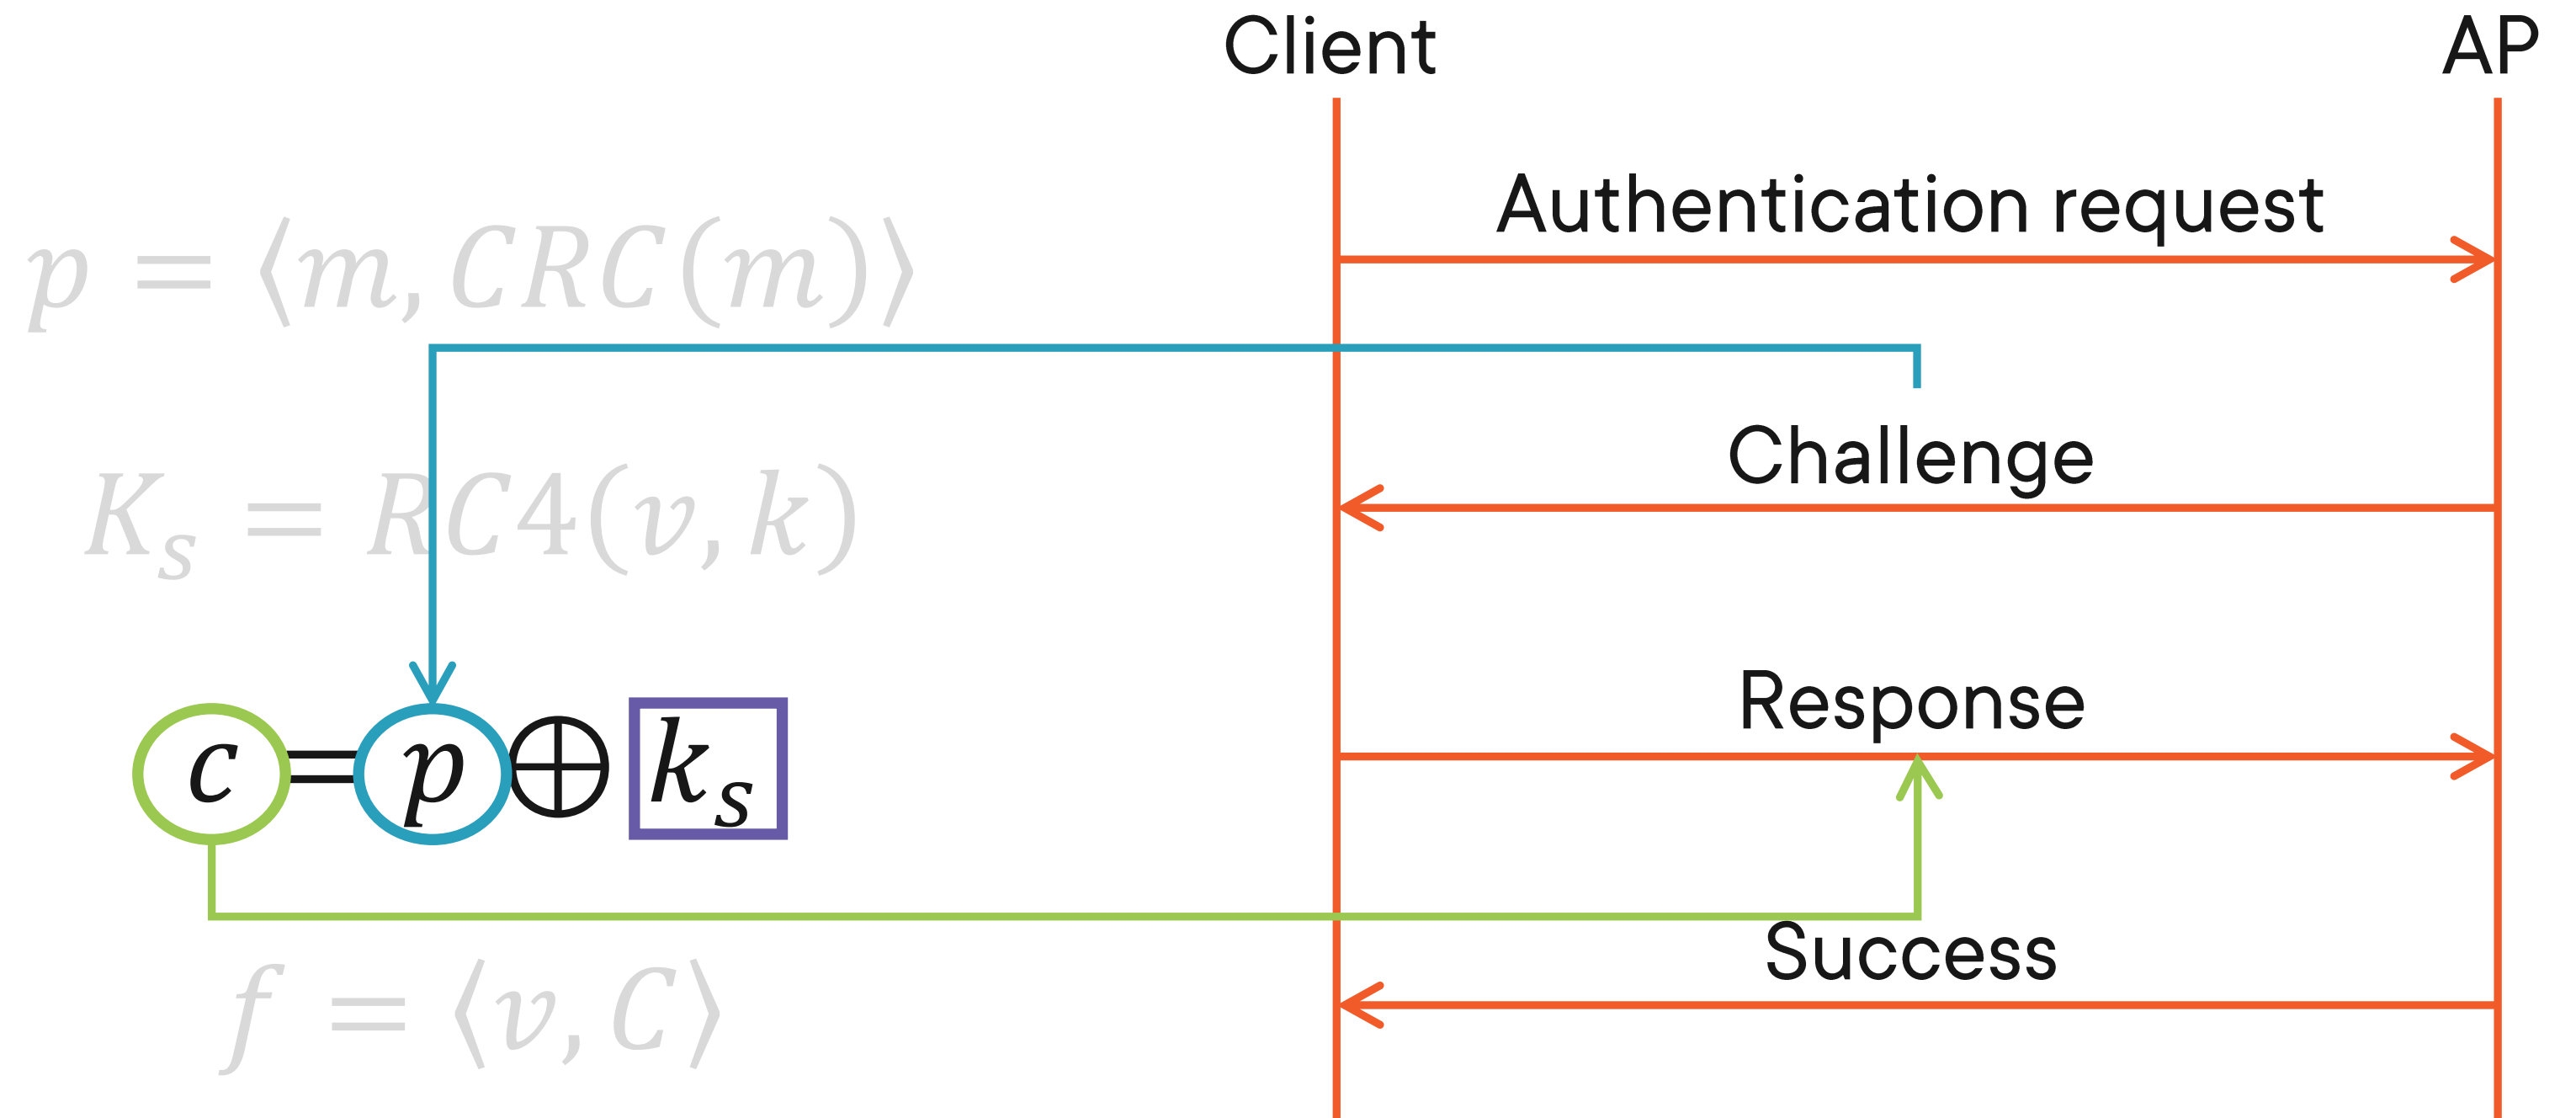 Client
AP
Authentication request
p = ⟨m, CRC(m)⟩
Challenge
K_s = RC4(v, k)
Response
c = p ⊕ k_s
Success
f = ⟨v, C⟩